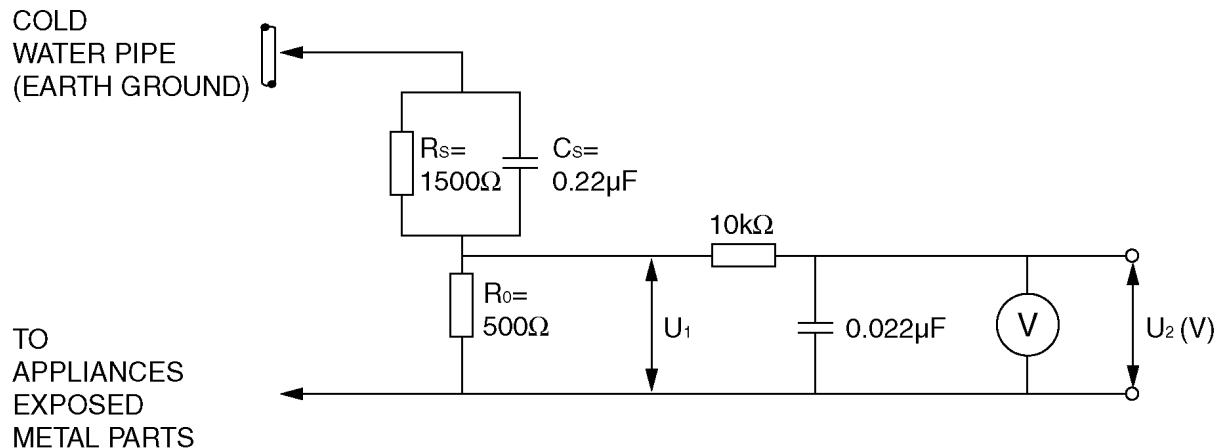 COLD
WATER PIPE
(EARTH GROUND)
RS=
1500Ω
CS=
0.22µF
10kΩ
R0=
500Ω
U1
0.022µF
V
U2 (V)
TO
APPLIANCES
EXPOSED
METAL PARTS